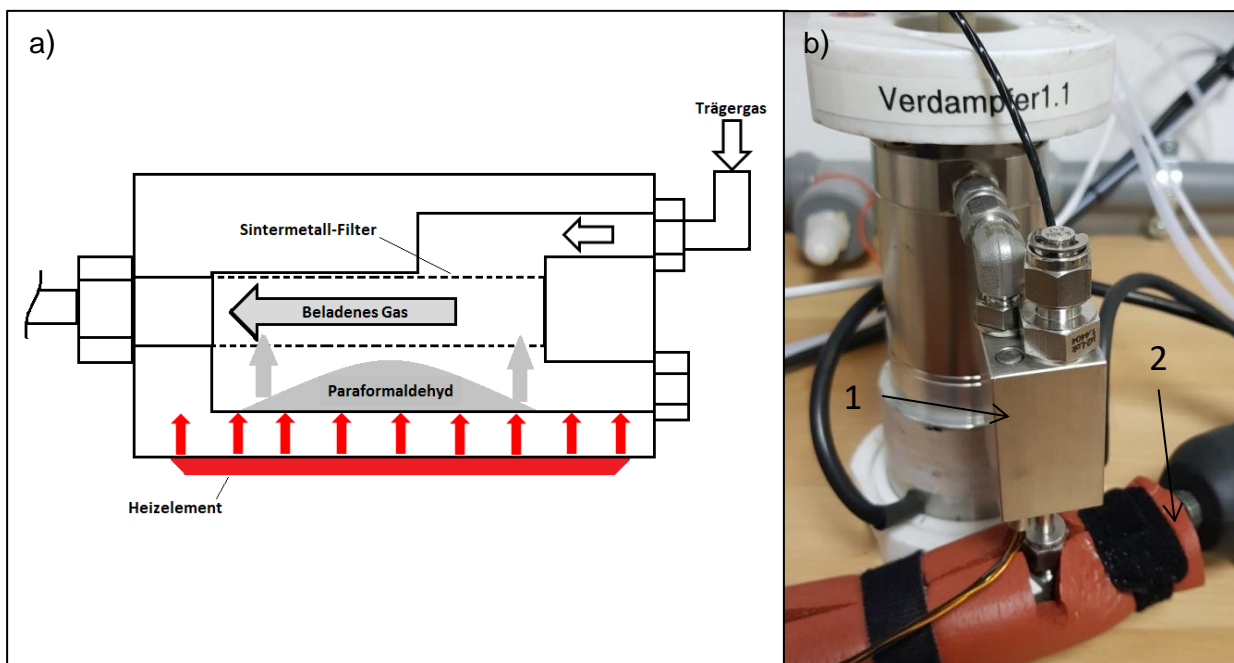 a)
Trägergas
Sintermetall-Filter
Beladenes Gas
Paraformaldehyd
Heizelement
b)
Verdampfer1.1
1
2